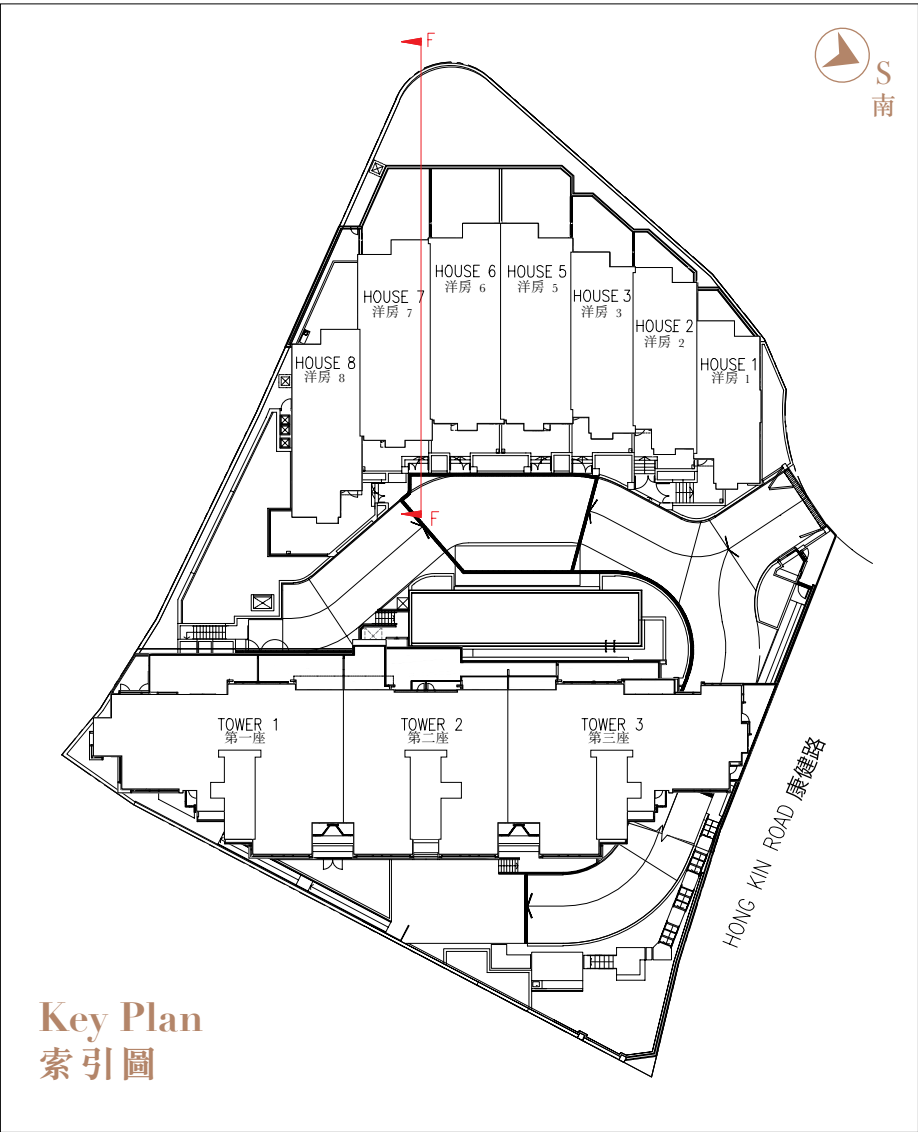 F
S
南
HOUSE 6
洋房 6
HOUSE 5
洋房 5
HOUSE 7
洋房 7
HOUSE 3
洋房 3
HOUSE 2
洋房 2
HOUSE 8
洋房 8
HOUSE 1
洋房 1
F
TOWER 1
第一座
TOWER 2
第二座
TOWER 3
第三座
HONG KIN ROAD 康健路
Key Plan
索引圖